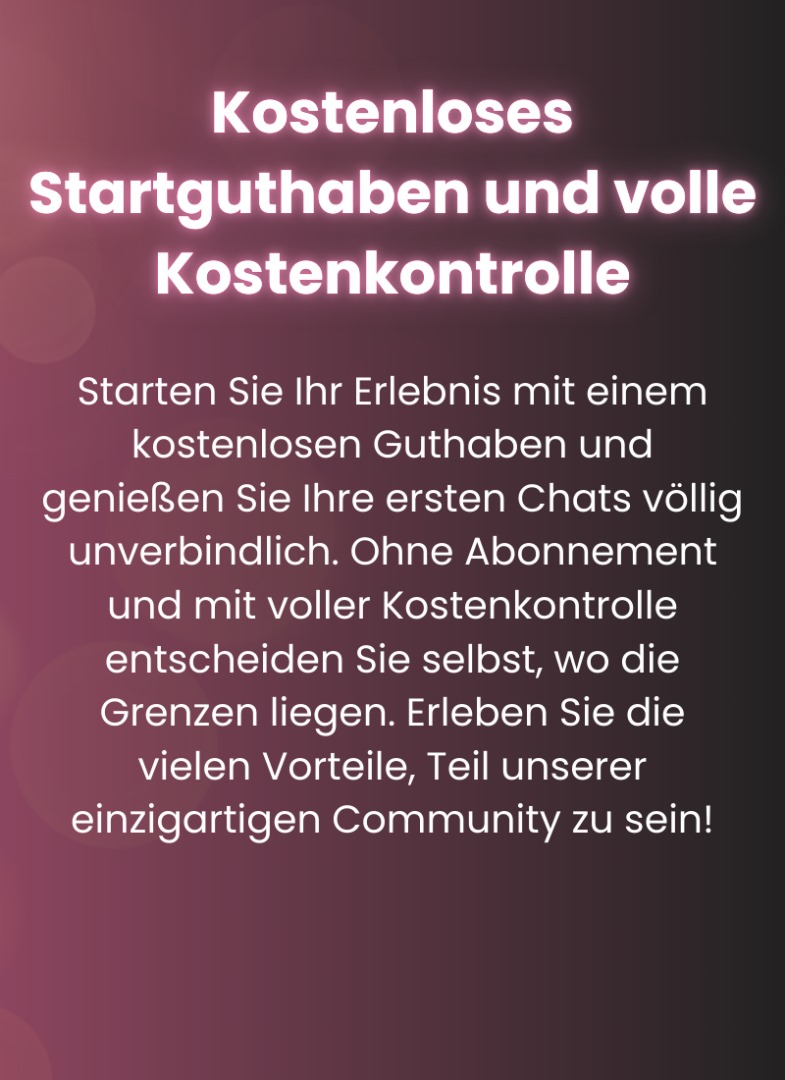 Kostenloses
Startguthaben und volle
Kostenkontrolle
Starten Sie Ihr Erlebnis mit einem
kostenlosen Guthaben und
genießen Sie Ihre ersten Chats völlig
unverbindlich. Ohne Abonnement
und mit voller Kostenkontrolle
entscheiden Sie selbst, wo die
Grenzen liegen. Erleben Sie die
vielen Vorteile, Teil unserer
einzigartigen Community zu sein!